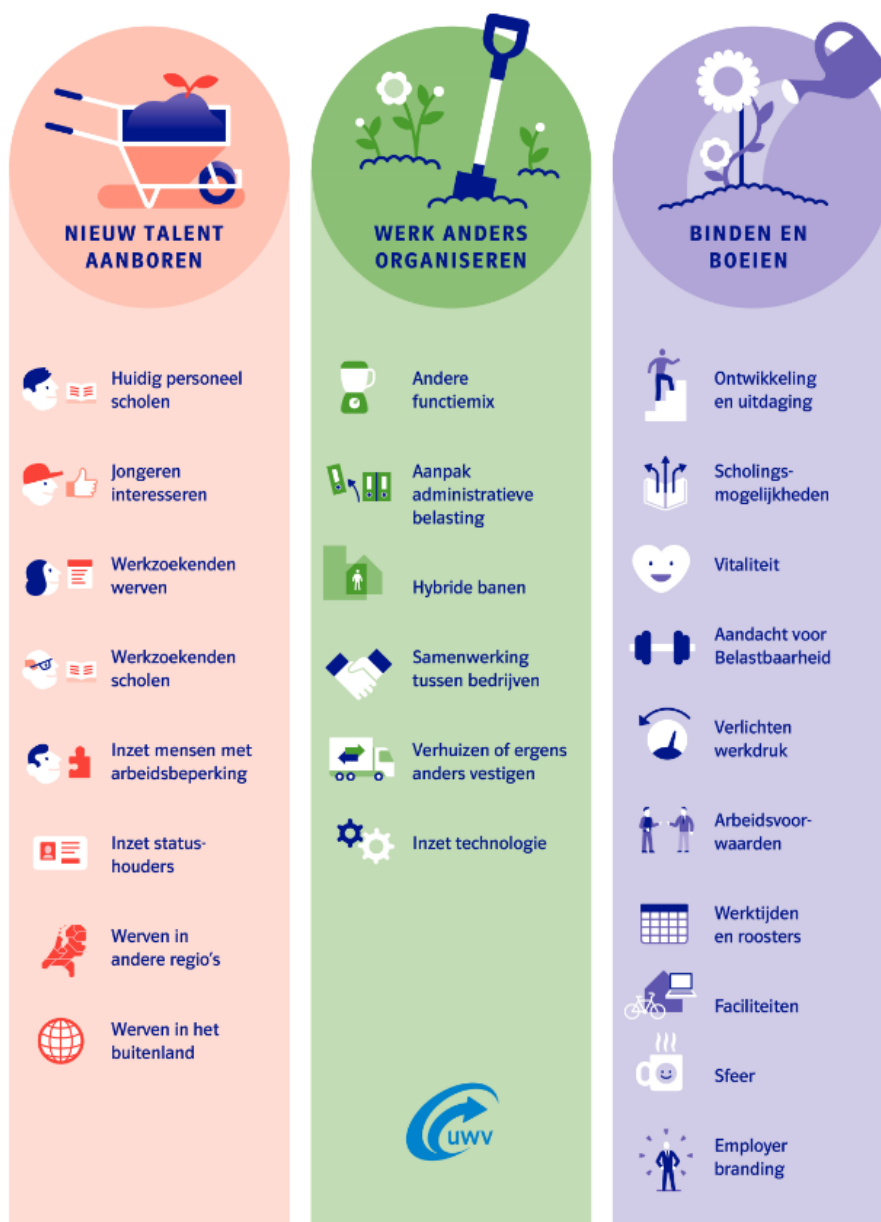 NIEUW TALENT
AANBOREN
Huidig personeel
scholen
Jongeren
interesseren
Werkzoekenden
werven
Werkzoekenden
scholen
Inzet mensen met
arbeidsbeperking
Inzet status-
houders
Werven in
andere regio's
Werven in het
buitenland
WERK ANDERS
ORGANISEREN
Andere
functiemix
Aanpak
administratieve
belasting
Hybride banen
Samenwerking
tussen bedrijven
Verhuizen of ergens
anders vestigen
Inzet technologie
UWV
BINDEN EN
BOEIEN
Ontwikkeling
en uitdaging
Scholings-
mogelijkheden
Vitaliteit
Aandacht voor
Belastbaarheid
Verlichten
werkdruk
Arbeidsvoor-
waarden
Werktijden
en roosters
Faciliteiten
Sfeer
Employer
branding